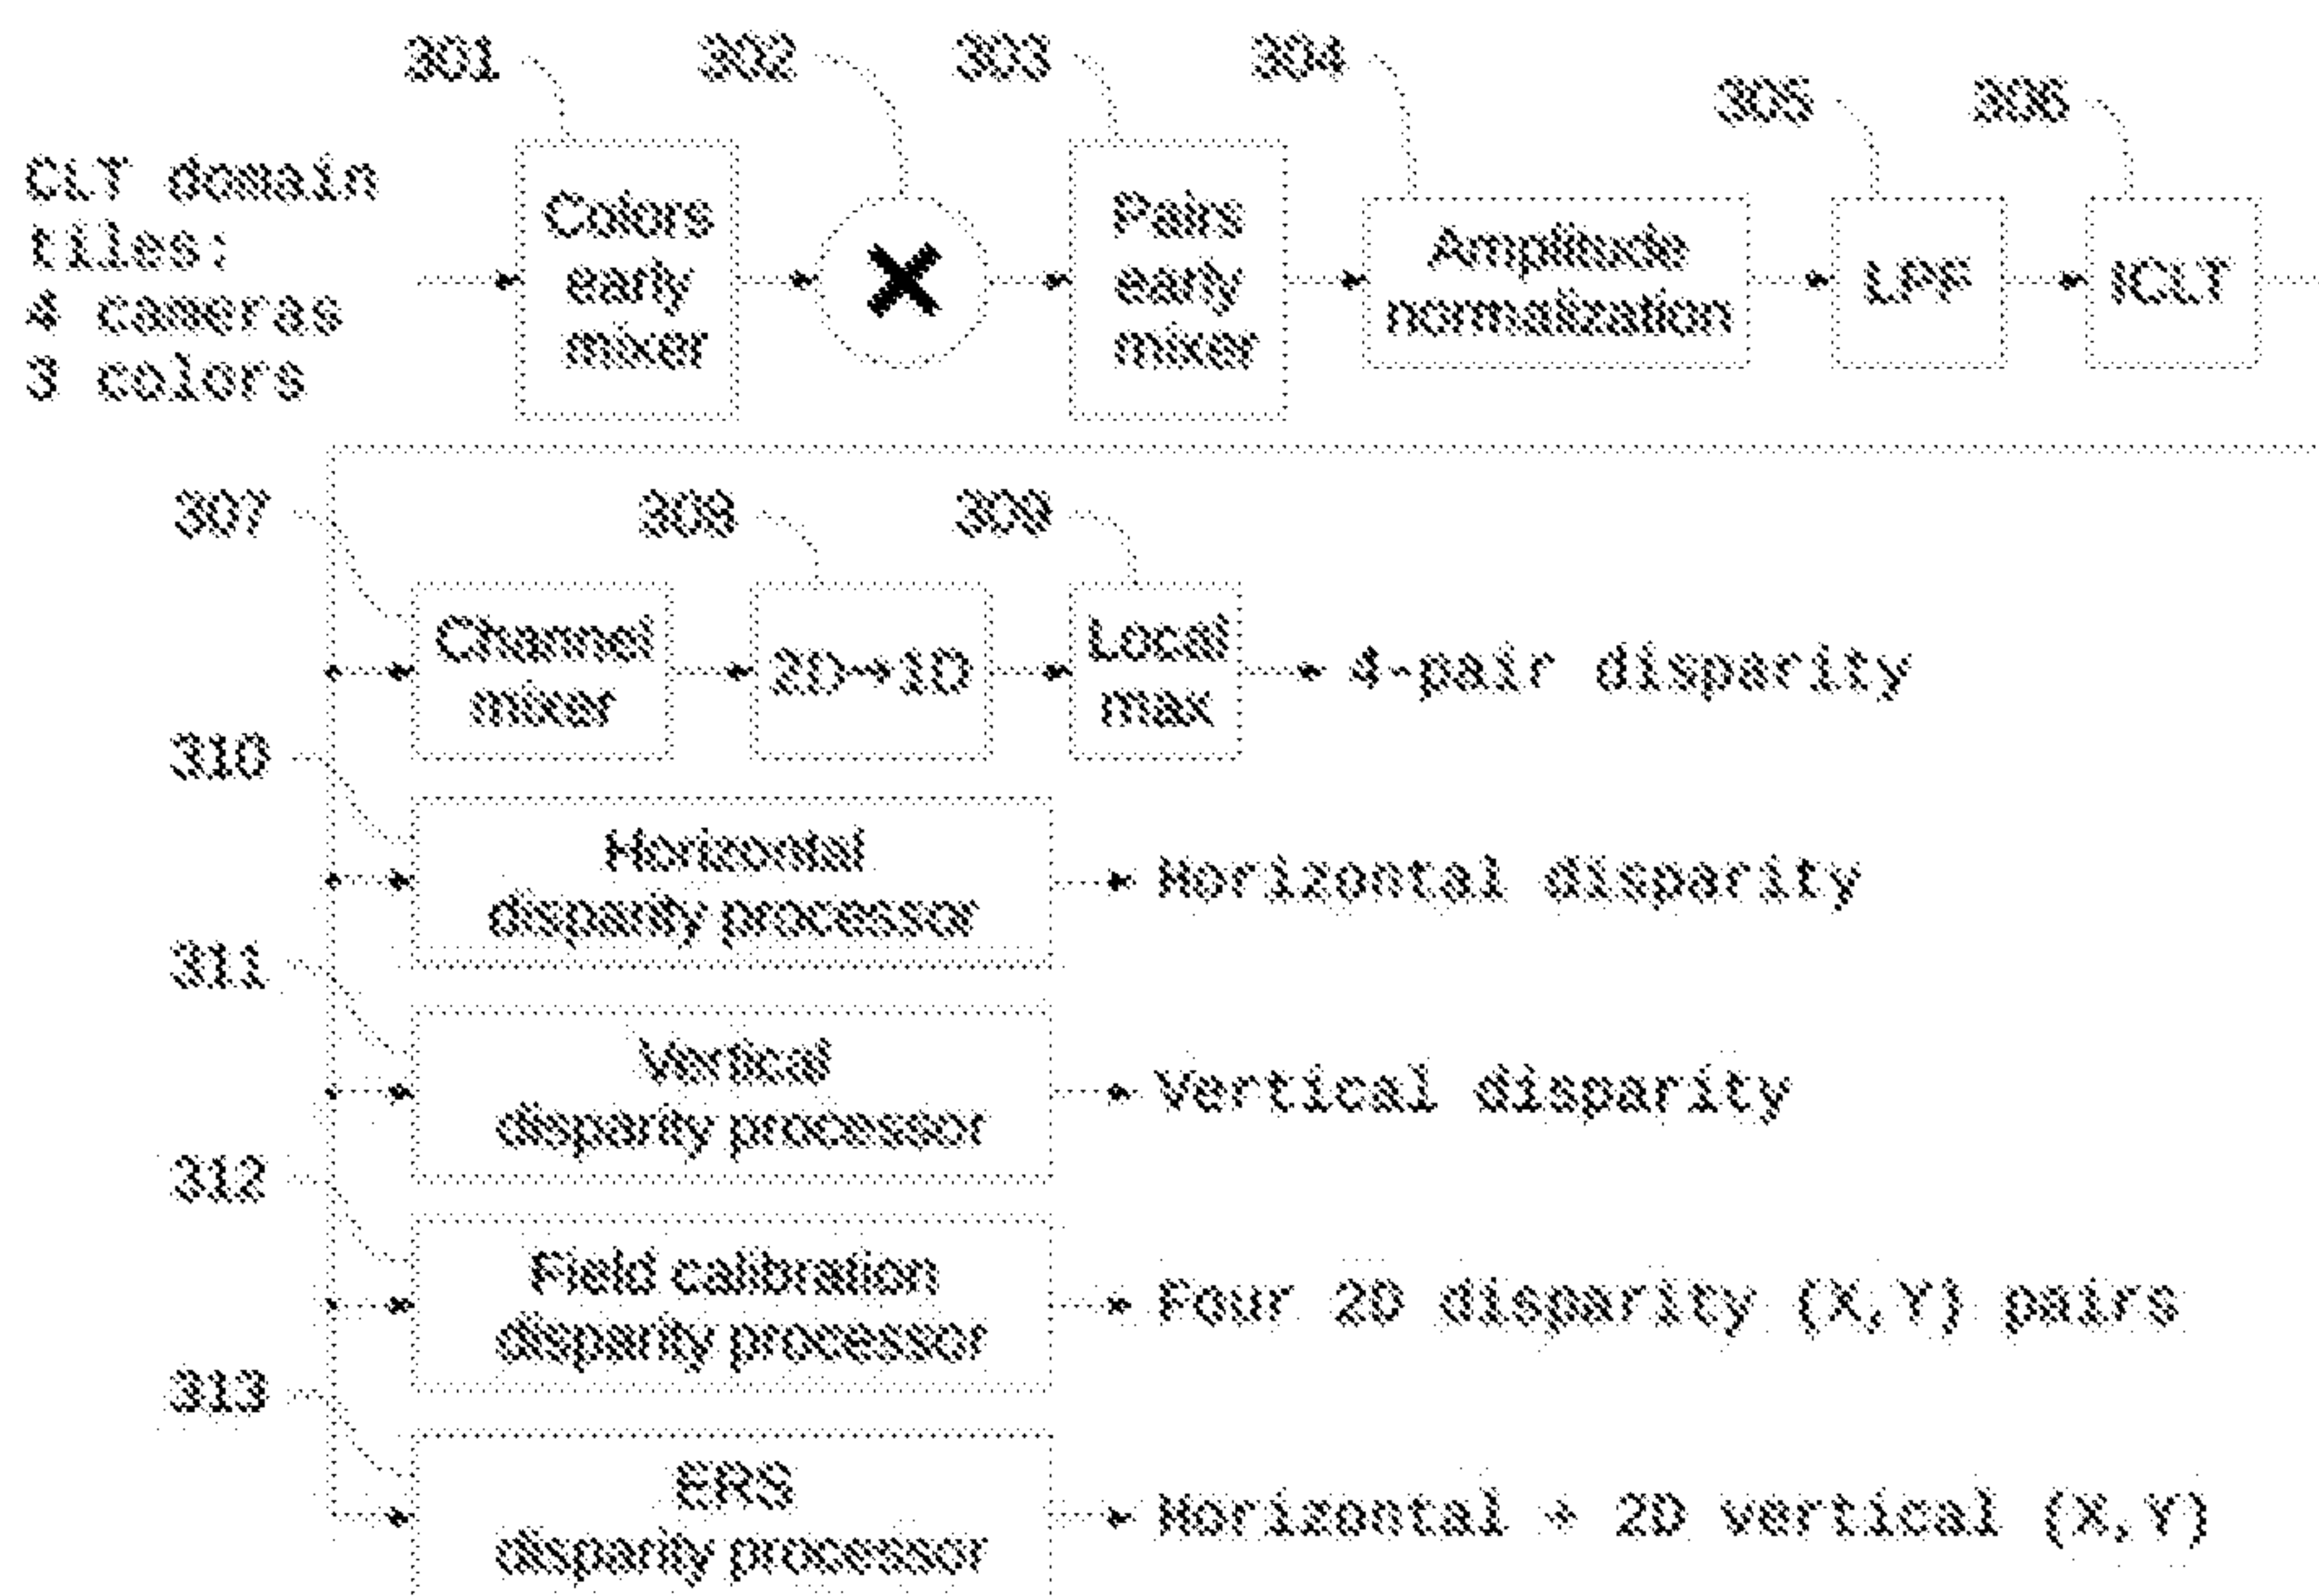 301
302
303
304
305
306
CLT domain
tiles:
4 cameras
3 colors
Colors
early
mixer
Pairs
early
mixer
Amplitude
normalization
LPF
ICLT
307
308
309
Channel
mixer
2D→1D
Local
max
4-pair disparity
310
Horizontal
disparity processor
Horizontal disparity
311
Vertical
disparity processor
Vertical disparity
312
Field calibration
disparity processor
Four 2D disparity (X,Y) pairs
313
ERS
disparity processor
Horizontal + 2D vertical (X,Y)